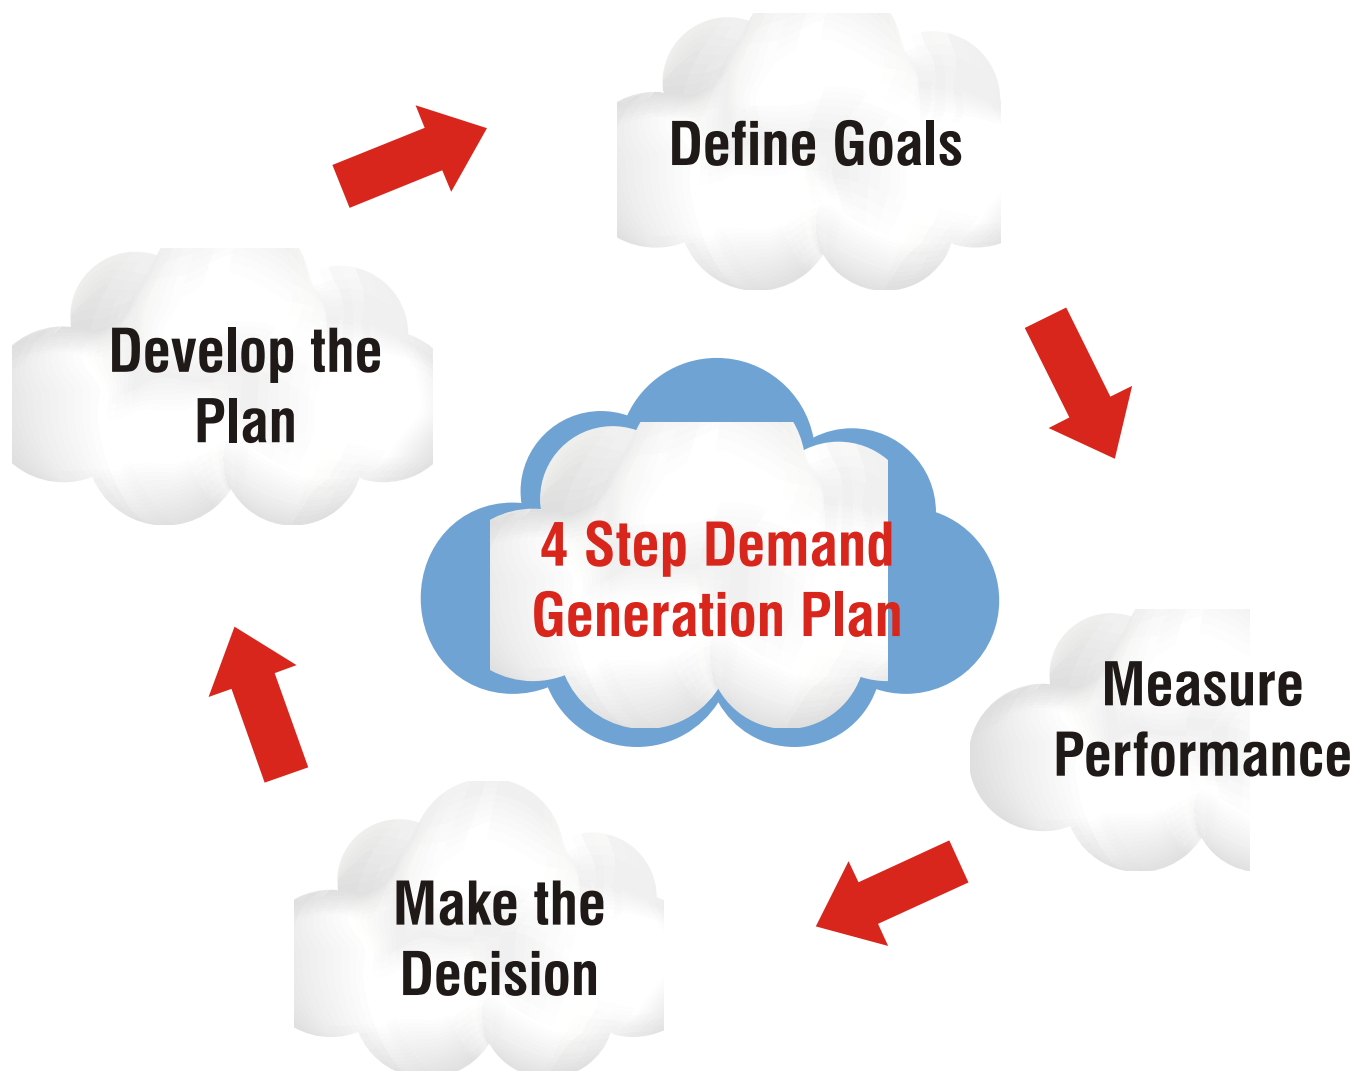 Define Goals
Develop the
Plan
4 Step Demand
Generation Plan
Measure
Performance
Make the
Decision